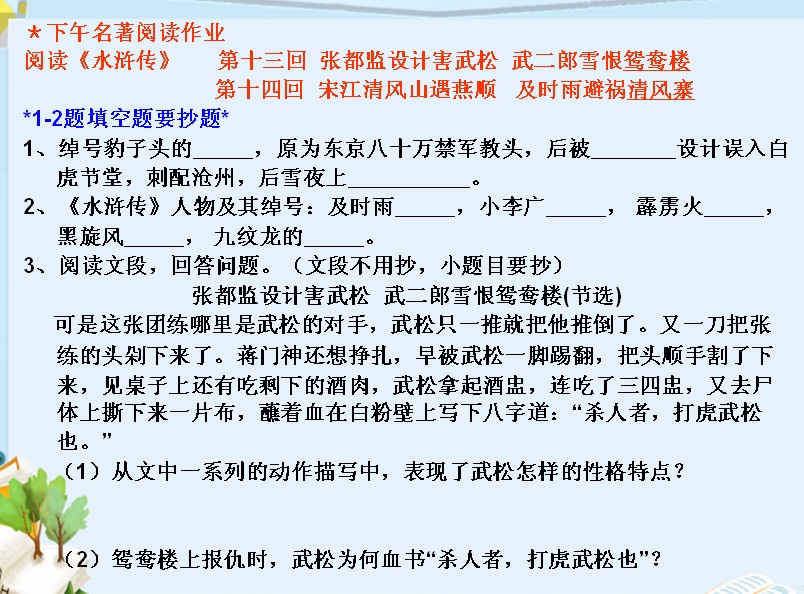 ＊下午名著阅读作业
阅读《水浒传》 第十三回 张都监设计害武松 武二郎雪恨鸳鸯楼
第十四回 宋江清风山遇燕顺 及时雨避祸清风寨
*1-2题填空题要抄题*
1、绰号豹子头的_____，原为东京八十万禁军教头，后被_______设计误入白
虎节堂，刺配沧州，后雪夜上__________。
2、《水浒传》人物及其绰号：及时雨_____，小李广_____， 霹雳火_____，
黑旋风_____， 九纹龙的_____。
3、阅读文段，回答问题。（文段不用抄，小题目要抄）
张都监设计害武松 武二郎雪恨鸳鸯楼(节选)
可是这张团练哪里是武松的对手，武松只一推就把他推倒了。又一刀把张
练的头剁下来了。蒋门神还想挣扎，早被武松一脚踢翻，把头顺手割了下
来，见桌子上还有吃剩下的酒肉，武松拿起酒盅，连吃了三四盅，又去尸
体上撕下来一片布，蘸着血在白粉壁上写下八字道：“杀人者，打虎武松
也。”
（1）从文中一系列的动作描写中，表现了武松怎样的性格特点？
（2）鸳鸯楼上报仇时，武松为何血书“杀人者，打虎武松也”？